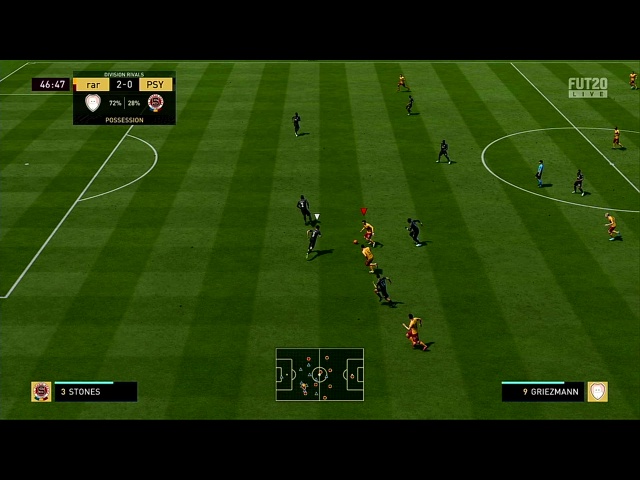 DIVISION RIVALS
46:47 rar 2-0 PSY
72% 28%
POSSESSION
FUT20
LIVE
3 STONES
9 GRIEZMANN